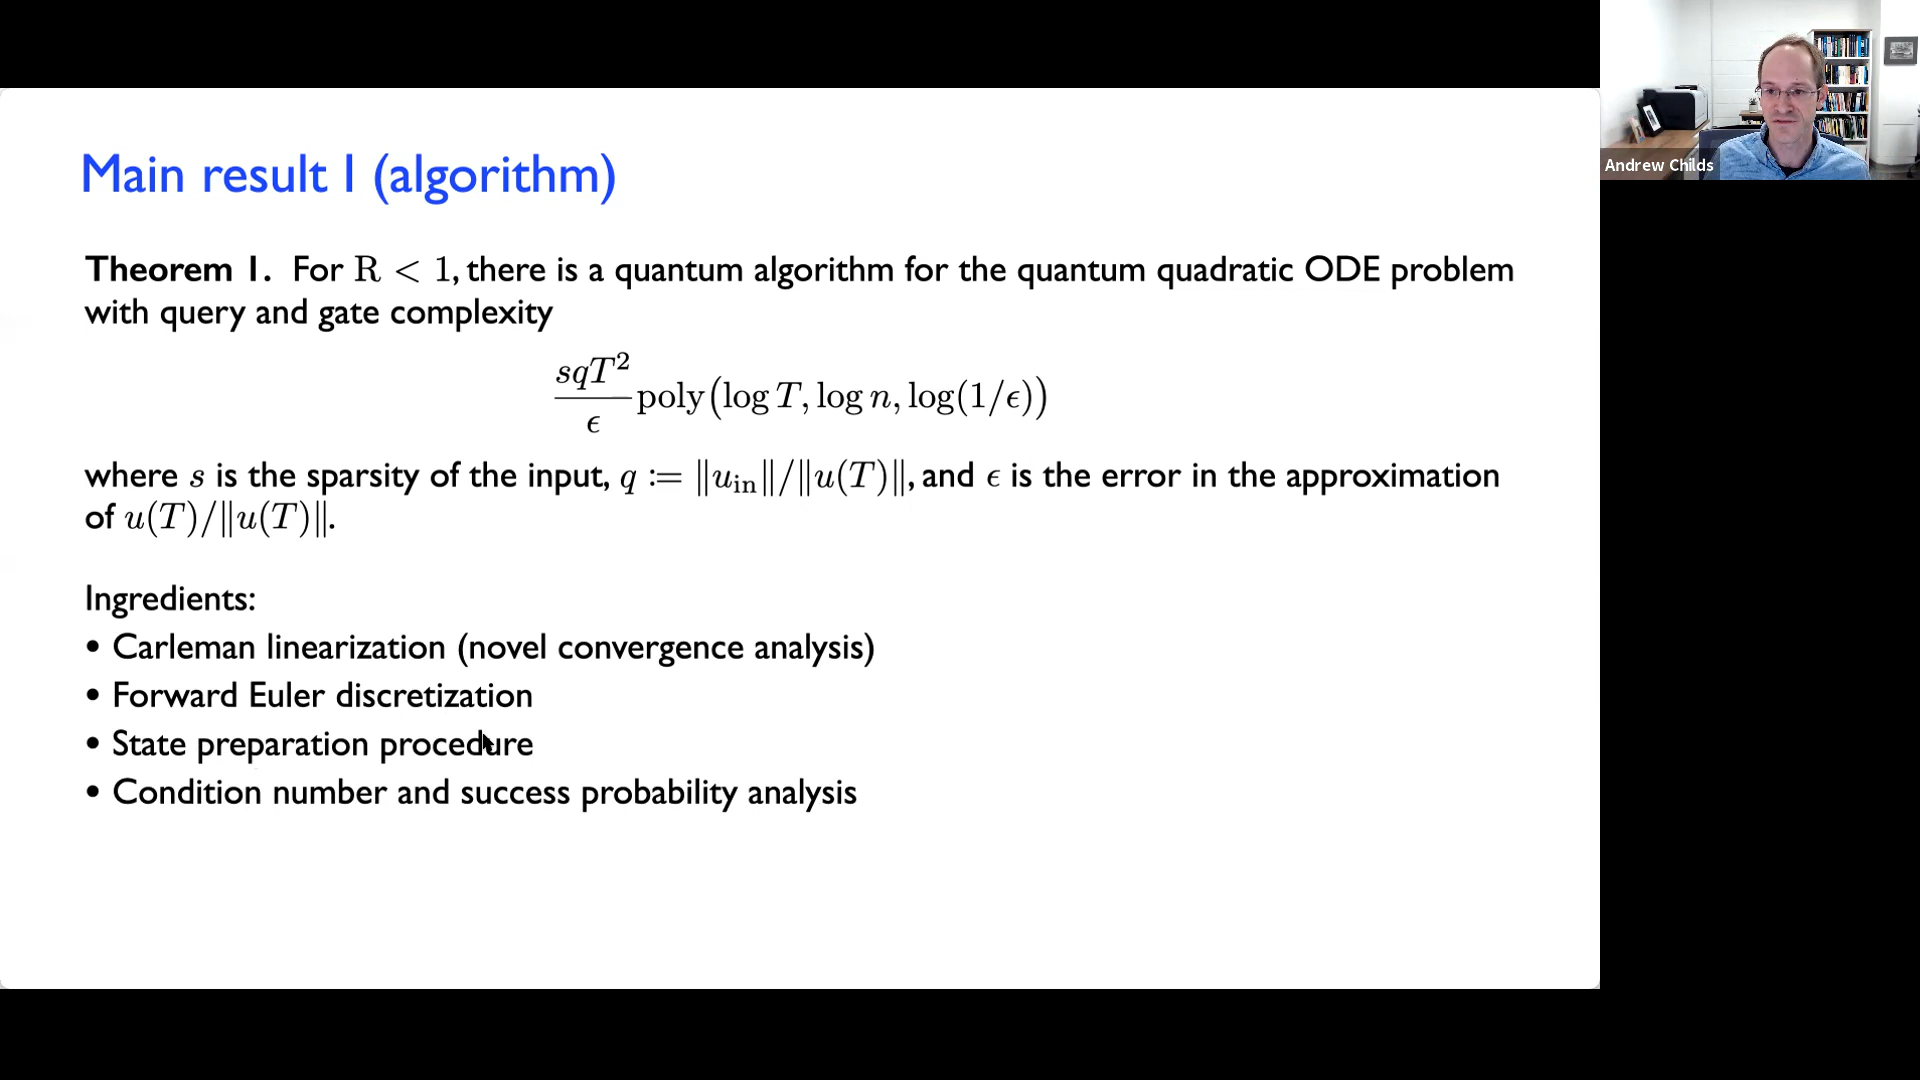 Main result I (algorithm)
Theorem 1. For R < 1, there is a quantum algorithm for the quantum quadratic ODE problem
with query and gate complexity
sqT²/ϵ poly(log T, log n, log(1/ϵ))
where s is the sparsity of the input, q := ‖u_in‖/‖u(T)‖, and ϵ is the error in the approximation
of u(T)/‖u(T)‖.
Ingredients:
• Carleman linearization (novel convergence analysis)
• Forward Euler discretization
• State preparation procedure
• Condition number and success probability analysis
Andrew Childs